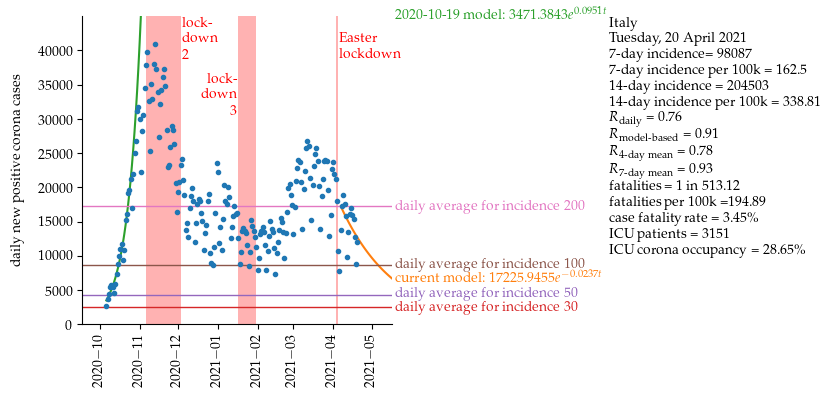 daily new positive corona cases
40000
35000
30000
25000
20000
15000
10000
5000
0
2020−10
2020−11
2020−12
2021−01
2021−02
2021−03
2021−04
2021−05
lock-
down
2
lock-
down
3
Easter
lockdown
2020-10-19 model: 3471.3843e^0.0951t
daily average for incidence 200
daily average for incidence 100
current model: 17225.9455e^−0.0237t
daily average for incidence 50
daily average for incidence 30
Italy
Tuesday, 20 April 2021
7-day incidence= 98087
7-day incidence per 100k = 162.5
14-day incidence = 204503
14-day incidence per 100k = 338.81
R_daily = 0.76
R_model-based = 0.91
R_4-day mean = 0.78
R_7-day mean = 0.93
fatalities = 1 in 513.12
fatalities per 100k =194.89
case fatality rate = 3.45%
ICU patients = 3151
ICU corona occupancy = 28.65%